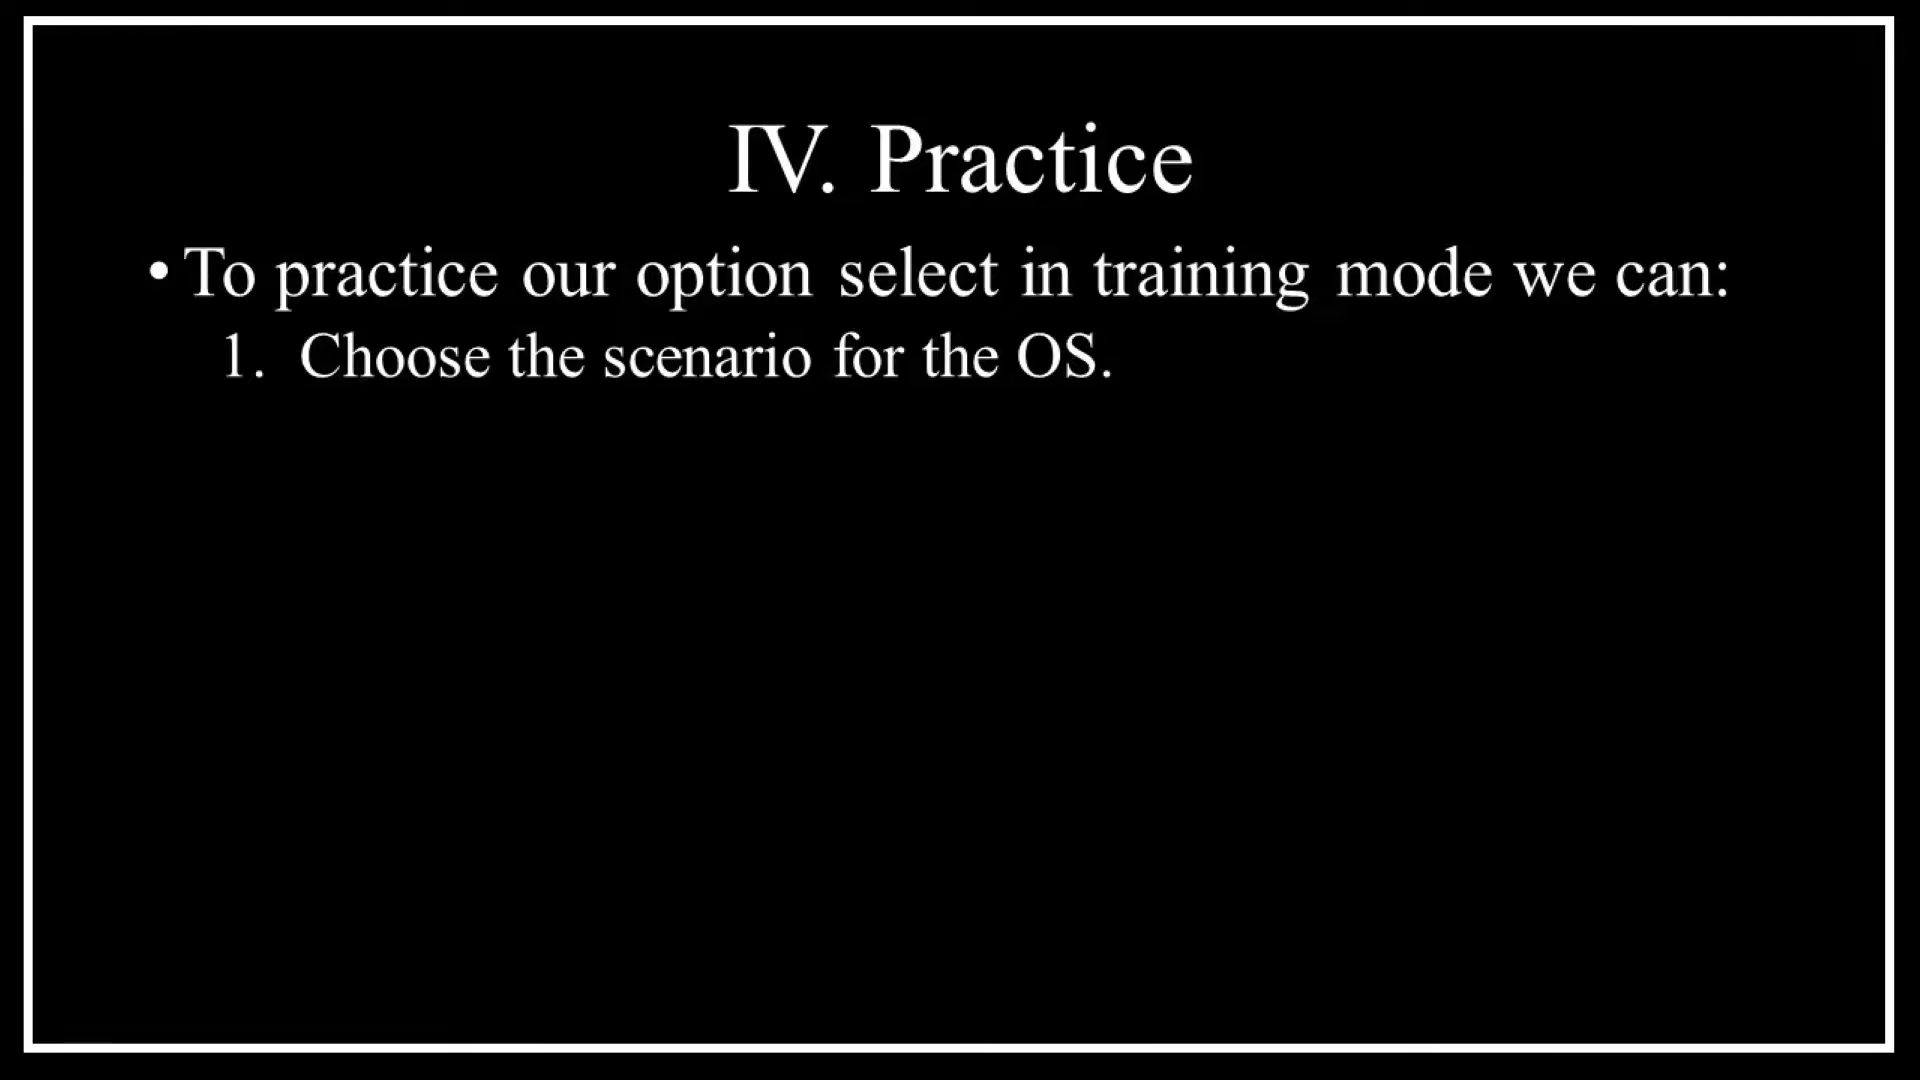 IV. Practice
• To practice our option select in training mode we can:
1. Choose the scenario for the OS.